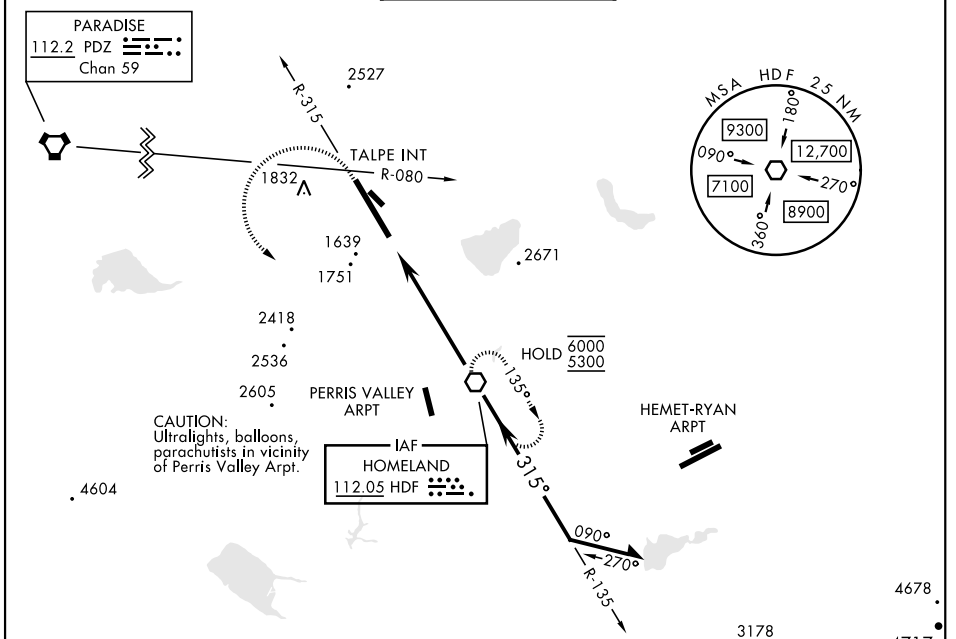 PARADISE
112.2 PDZ
Chan 59
R-315
2527
MSA HDF 25 NM
180°
9300
090°
12,700
7100
270°
8900
360°
TALPE INT
R-080
1832
1639
1751
2671
2418
2536
2605
HOLD 6000
5300
135°
PERRIS VALLEY
ARPT
HEMET-RYAN
ARPT
CAUTION:
Ultralights, balloons,
parachutists in vicinity
of Perris Valley Arpt.
IAF
HOMELAND
112.05 HDF
315°
4604
090°
270°
R-135
4678
3178